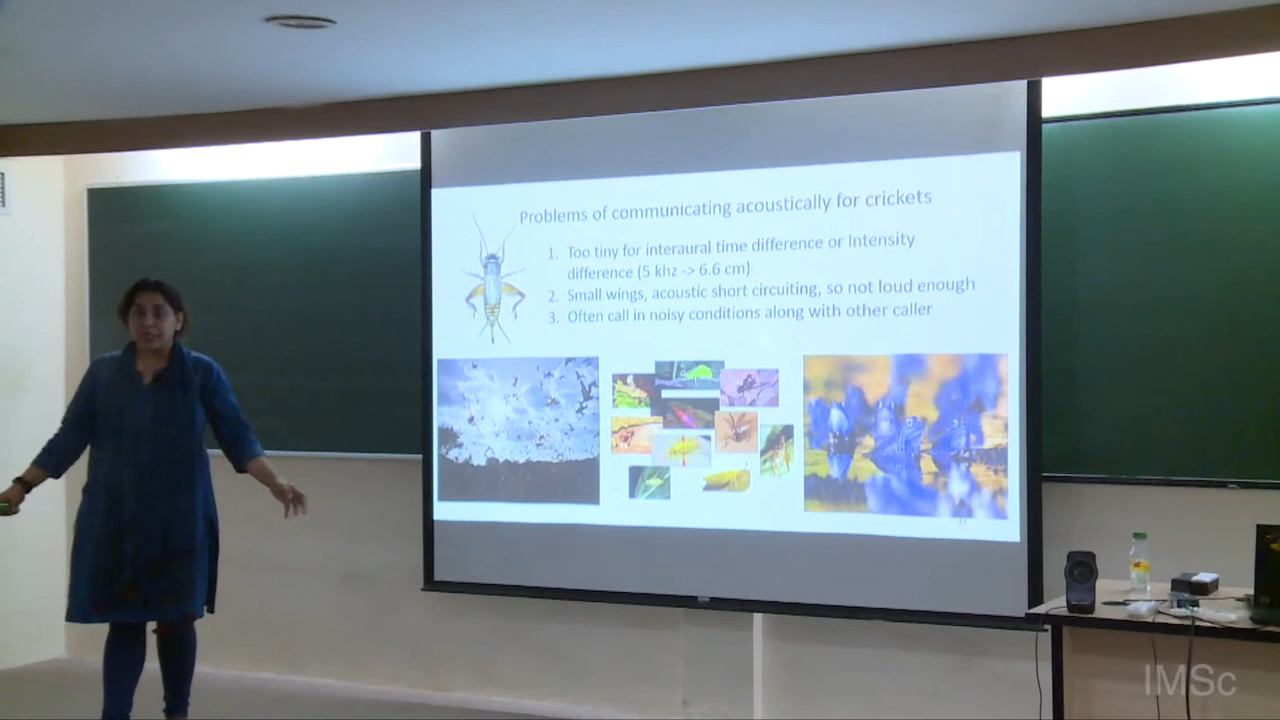 Problems of communicating acoustically for crickets
1. Too tiny for interaural time difference or Intensity
difference (5 khz -> 6.6 cm)
2. Small wings, acoustic short circuiting, so not loud enough
3. Often call in noisy conditions along with other caller
IMSc